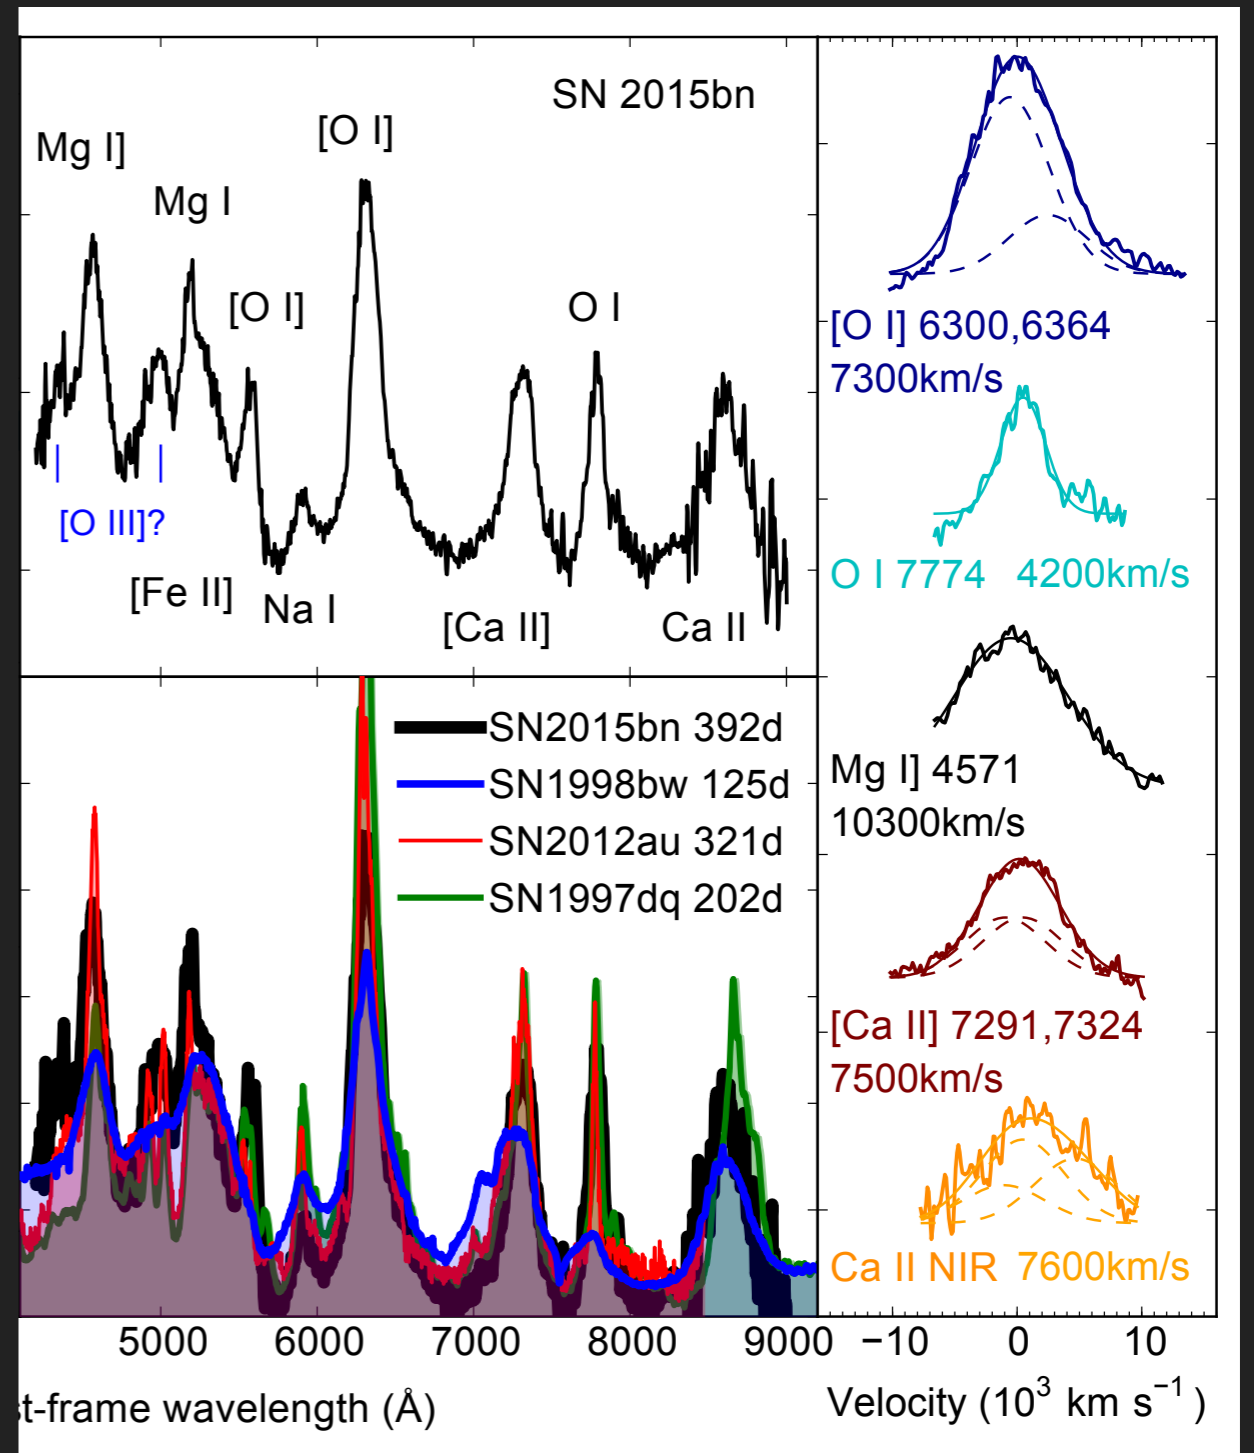 SN 2015bn
[O I]
Mg I]
Mg I
[O I]
O I
[O III]?
[Fe II]
Na I
[Ca II]
Ca II
SN2015bn 392d
SN1998bw 125d
SN2012au 321d
SN1997dq 202d
5000 6000 7000 8000 9000
st-frame wavelength (Å)
[O I] 6300,6364
7300km/s
O I 7774 4200km/s
Mg I] 4571
10300km/s
[Ca II] 7291,7324
7500km/s
Ca II NIR 7600km/s
−10 0 10
Velocity (10³ km s⁻¹)